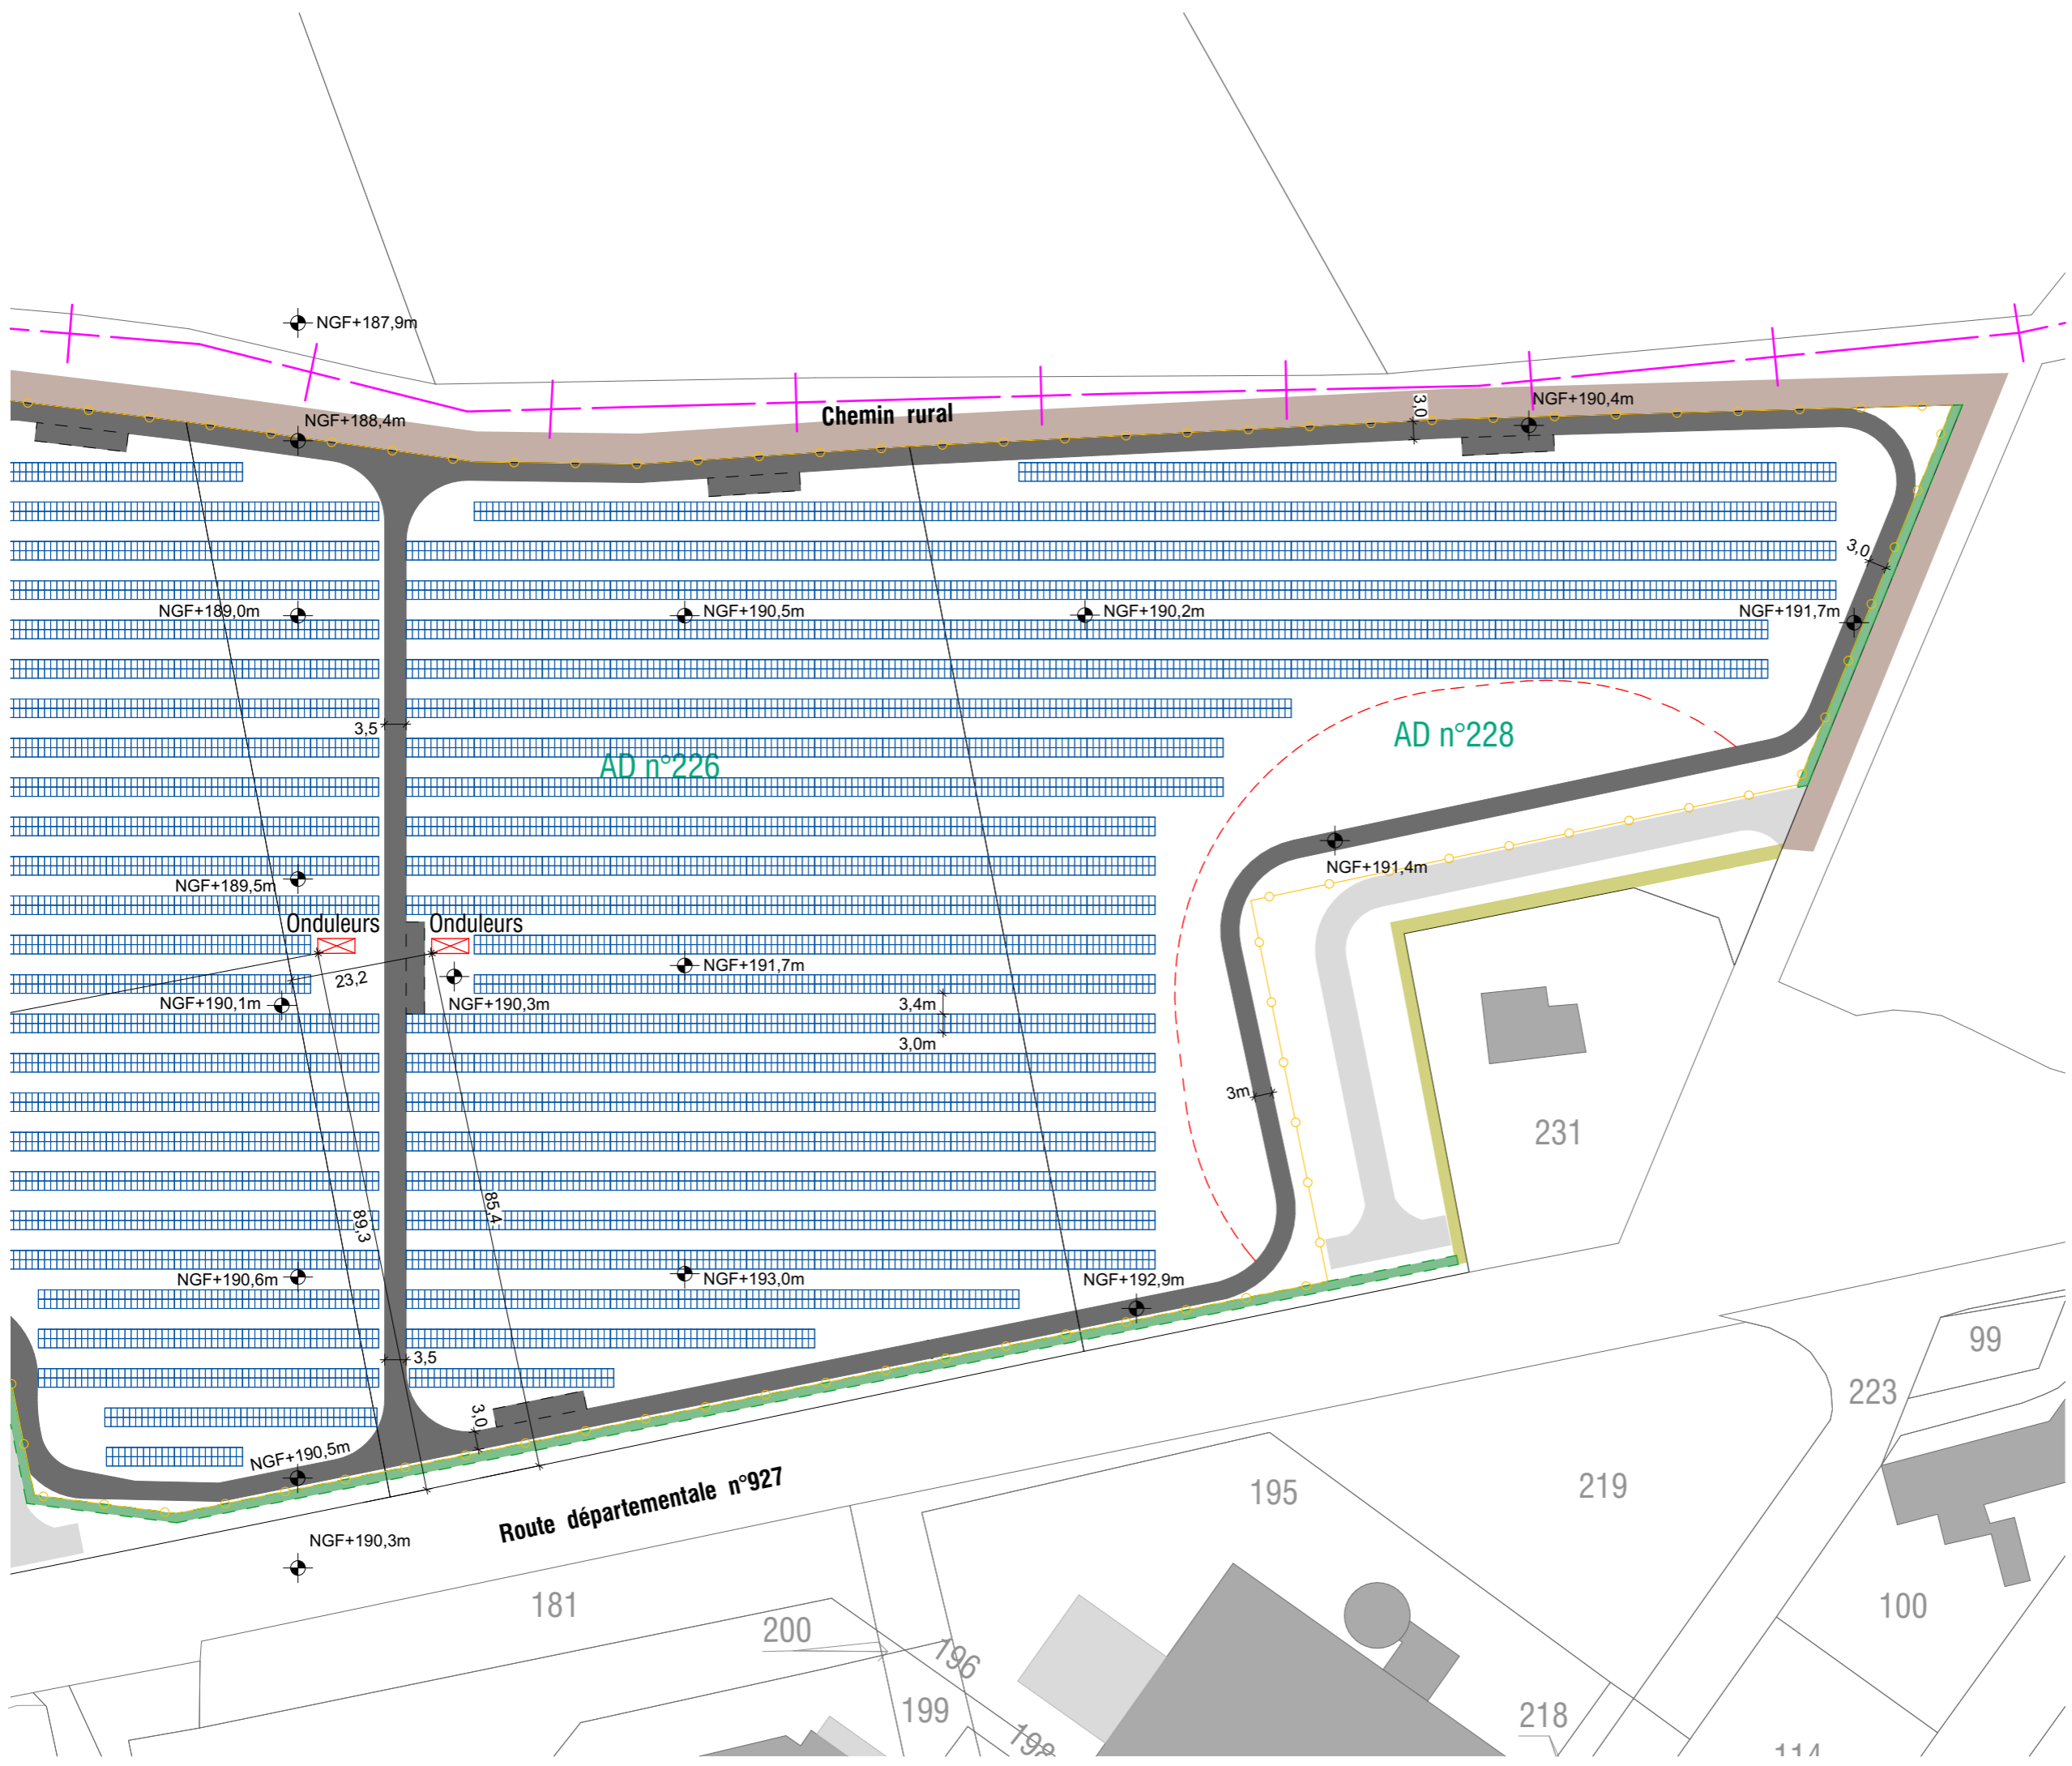 NGF+187,9m
NGF+188,4m
Chemin rural
3,0
NGF+190,4m
3,0
NGF+189,0m
NGF+190,5m
NGF+190,2m
NGF+191,7m
3,5
AD n°226
AD n°228
NGF+189,5m
NGF+191,4m
Onduleurs
Onduleurs
23,2
NGF+191,7m
NGF+190,1m
NGF+190,3m
3,4m
3,0m
3m
231
89,3
85,4
NGF+190,6m
NGF+193,0m
NGF+192,9m
3,5
99
223
3,0
NGF+190,5m
Route départementale n°927
195
219
NGF+190,3m
181
200
196
100
199
198
218
114